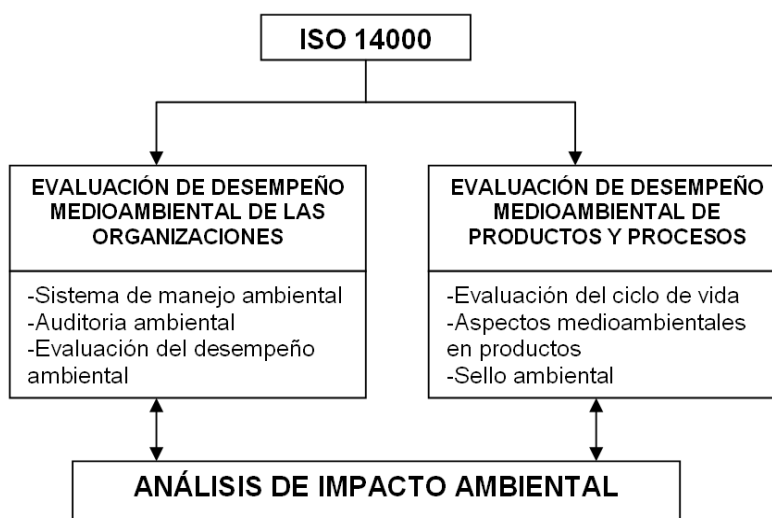 ISO 14000
EVALUACIÓN DE DESEMPEÑO
MEDIOAMBIENTAL DE LAS
ORGANIZACIONES
-Sistema de manejo ambiental
-Auditoria ambiental
-Evaluación del desempeño
ambiental
EVALUACIÓN DE DESEMPEÑO
MEDIOAMBIENTAL DE
PRODUCTOS Y PROCESOS
-Evaluación del ciclo de vida
-Aspectos medioambientales
en productos
-Sello ambiental
ANÁLISIS DE IMPACTO AMBIENTAL